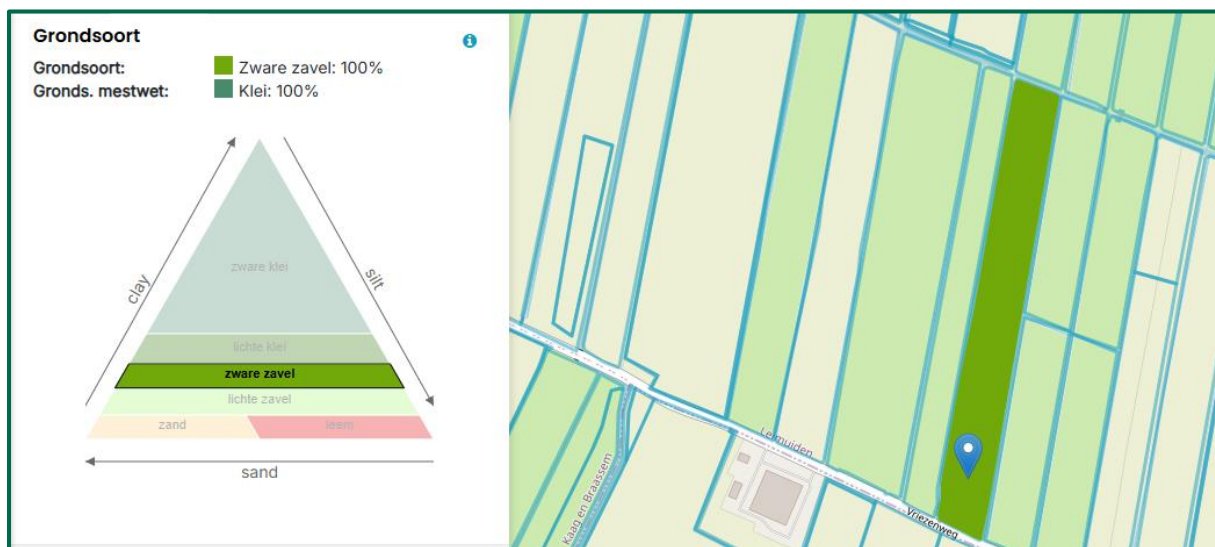 Grondsoort
Grondsoort: Zware zavel: 100%
Gronds. mestwet: Klei: 100%
clay
silt
zware klei
lichte klei
zware zavel
lichte zavel
zand
leem
sand
Leimuiden
Kaag en Braassem
Vriezenweg